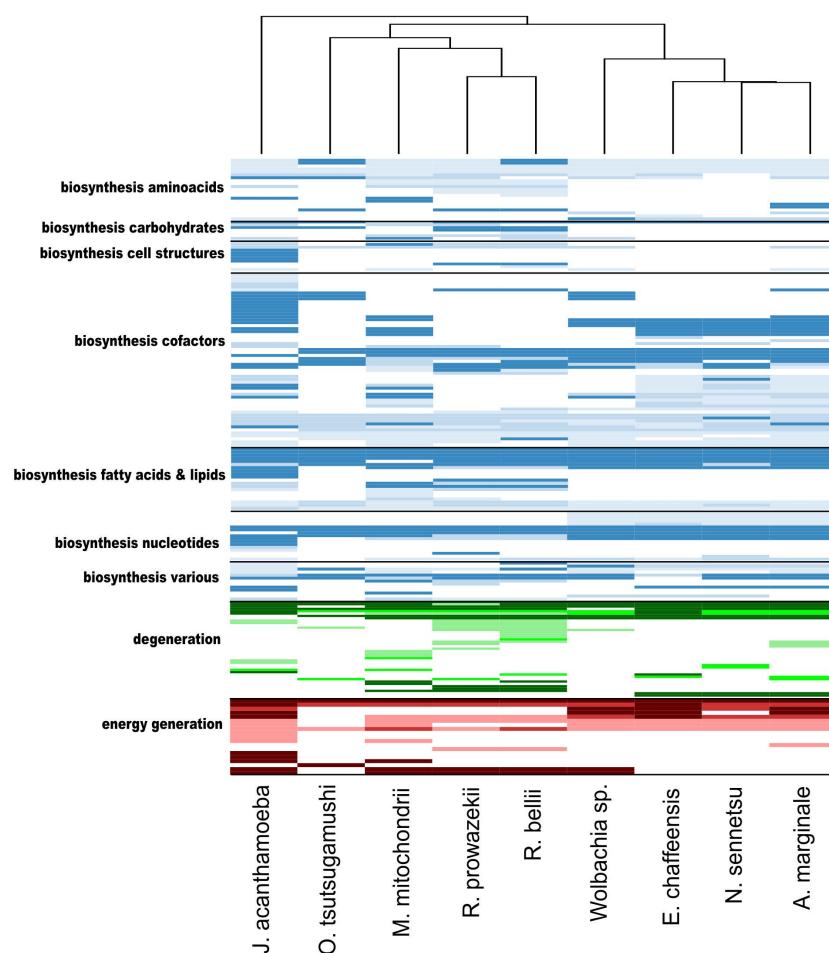 biosynthesis aminoacids
biosynthesis carbohydrates
biosynthesis cell structures
biosynthesis cofactors
biosynthesis fatty acids & lipids
biosynthesis nucleotides
biosynthesis various
degeneration
energy generation
J. acanthamoeba
O. tsutsugamushi
M. mitochondrii
R. prowazekii
R. bellii
Wolbachia sp.
E. chaffeensis
N. sennetsu
A. marginale